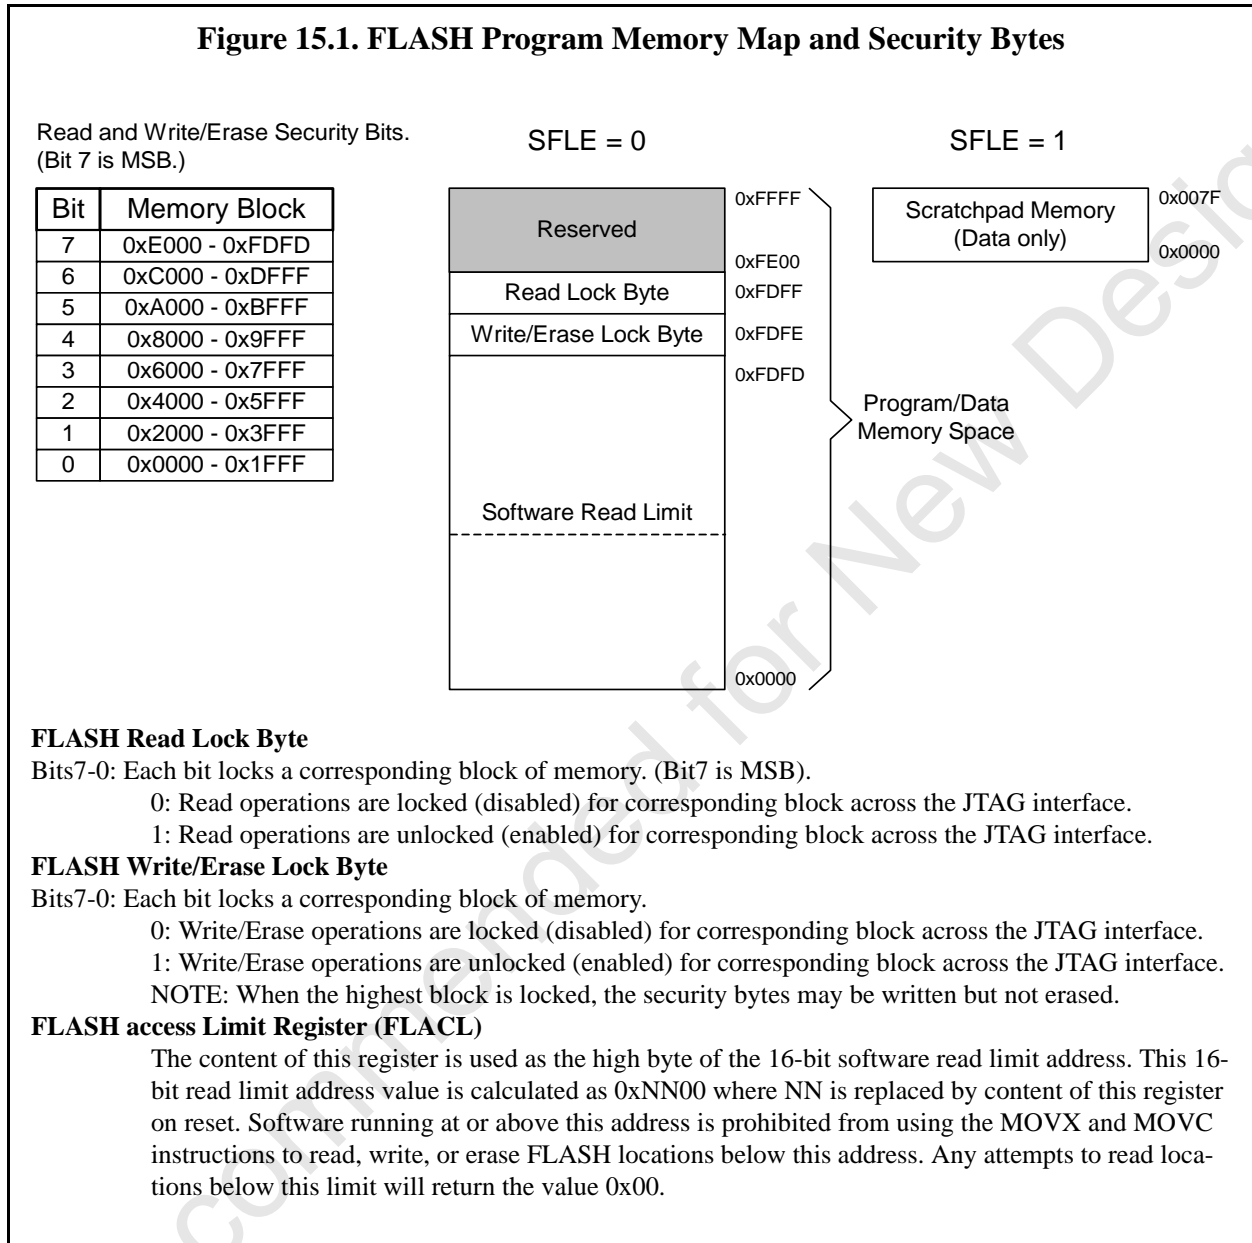 Figure 15.1. FLASH Program Memory Map and Security Bytes
Read and Write/Erase Security Bits.
(Bit 7 is MSB.)
Bit Memory Block
7 0xE000 - 0xFDFD
6 0xC000 - 0xDFFF
5 0xA000 - 0xBFFF
4 0x8000 - 0x9FFF
3 0x6000 - 0x7FFF
2 0x4000 - 0x5FFF
1 0x2000 - 0x3FFF
0 0x0000 - 0x1FFF
SFLE = 0
Reserved
Read Lock Byte
Write/Erase Lock Byte
Software Read Limit
0xFFFF
0xFE00
0xFDFF
0xFDFE
0xFDFD
0x0000
Program/Data
Memory Space
SFLE = 1
Scratchpad Memory
(Data only)
0x007F
0x0000
FLASH Read Lock Byte
Bits7-0: Each bit locks a corresponding block of memory. (Bit7 is MSB).
0: Read operations are locked (disabled) for corresponding block across the JTAG interface.
1: Read operations are unlocked (enabled) for corresponding block across the JTAG interface.
FLASH Write/Erase Lock Byte
Bits7-0: Each bit locks a corresponding block of memory.
0: Write/Erase operations are locked (disabled) for corresponding block across the JTAG interface.
1: Write/Erase operations are unlocked (enabled) for corresponding block across the JTAG interface.
NOTE: When the highest block is locked, the security bytes may be written but not erased.
FLASH access Limit Register (FLACL)
The content of this register is used as the high byte of the 16-bit software read limit address. This 16-
bit read limit address value is calculated as 0xNN00 where NN is replaced by content of this register
on reset. Software running at or above this address is prohibited from using the MOVX and MOVC
instructions to read, write, or erase FLASH locations below this address. Any attempts to read loca-
tions below this limit will return the value 0x00.
commended for New Desig